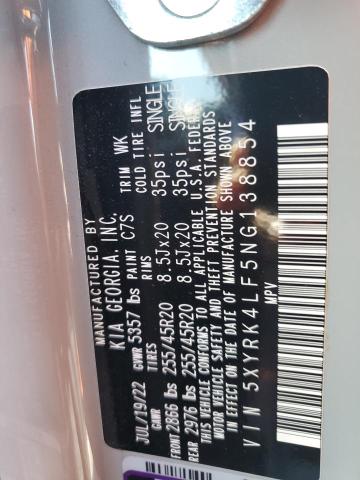 MANUFACTURED BY
KIA GEORGIA, INC.
JUL/19/22 GVWR 5357 lbs PAINT C7S TRIM WK
GAWR TIRES RIMS COLD TIRE INFL
FRONT 2866 lbs 255/45R20 8.5Jx20 35psi SINGLE
REAR 2976 lbs 255/45R20 8.5Jx20 35psi SINGLE
THIS VEHICLE CONFORMS TO ALL APPLICABLE U.S.A. FEDERAL
MOTOR VEHICLE SAFETY AND THEFT PREVENTION STANDARDS
IN EFFECT ON THE DATE OF MANUFACTURE SHOWN ABOVE
VIN 5XYRK4LF5NG138854
MPV